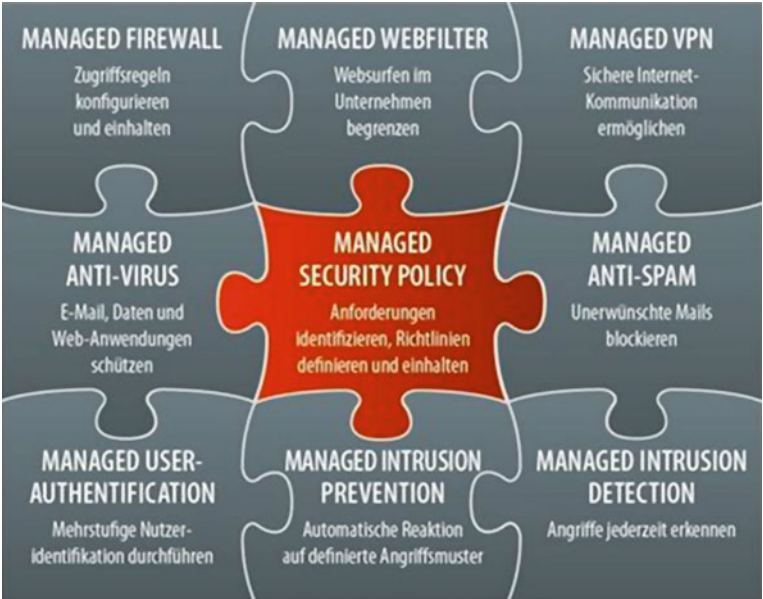 MANAGED FIREWALL
Zugriffsregeln
konfigurieren
und einhalten
MANAGED WEBFILTER
Websurfen im
Unternehmen
begrenzen
MANAGED VPN
Sichere Internet-
Kommunikation
ermöglichen
MANAGED
ANTI-VIRUS
E-Mail, Daten und
Web-Anwendungen
schützen
MANAGED
SECURITY POLICY
Anforderungen
identifizieren, Richtlinien
definieren und einhalten
MANAGED
ANTI-SPAM
Unerwünschte Mails
blockieren
MANAGED USER-
AUTHENTIFICATION
Mehrstufige Nutzer-
identifikation durchführen
MANAGED INTRUSION
PREVENTION
Automatische Reaktion
auf definierte Angriffsmuster
MANAGED INTRUSION
DETECTION
Angriffe jederzeit erkennen